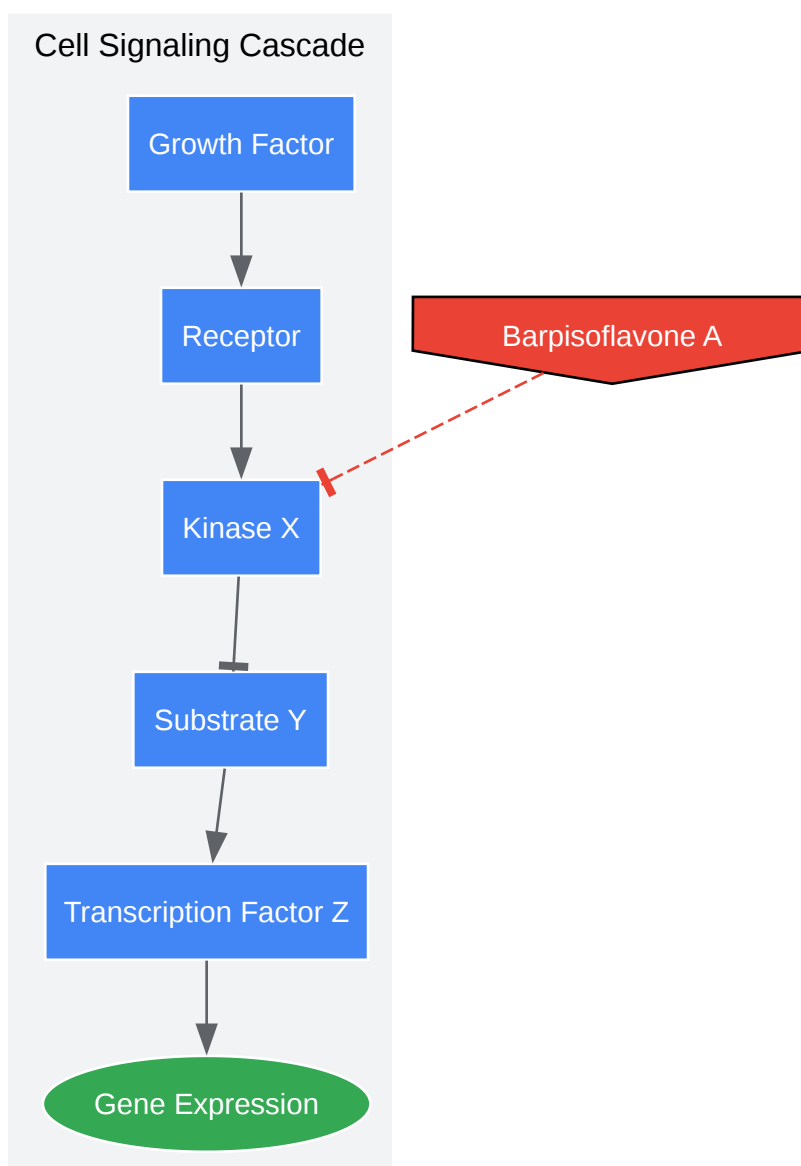 Cell Signaling Cascade
Growth Factor
Receptor
Barpisoflavone A
Kinase X
Substrate Y
Transcription Factor Z
Gene Expression